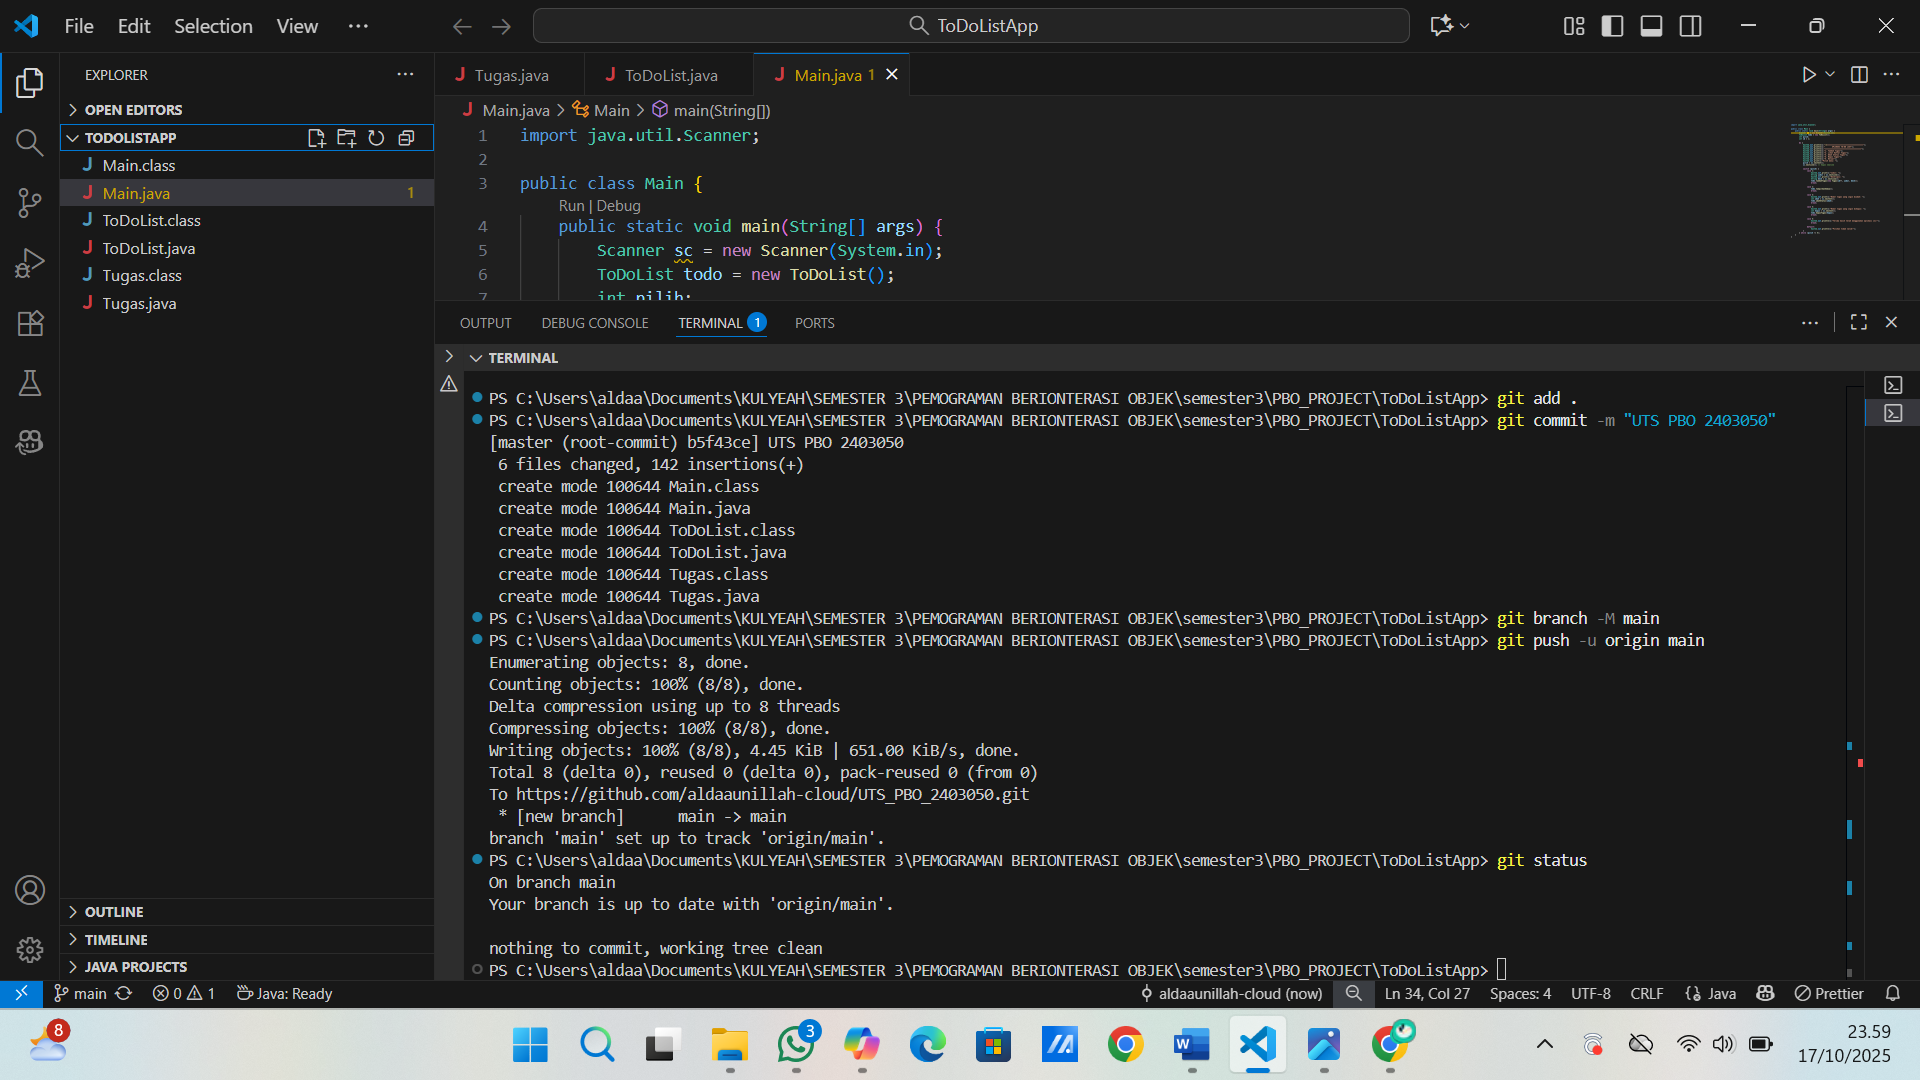 File Edit Selection View
ToDoListApp
EXPLORER
OPEN EDITORS
TODOLISTAPP
Main.class
Main.java 1
ToDoList.class
ToDoList.java
Tugas.class
Tugas.java
OUTLINE
TIMELINE
JAVA PROJECTS
Tugas.java ToDoList.java Main.java 1
Main.java > Main > main(String[])
1 import java.util.Scanner;
2
3 public class Main {
Run | Debug
4 public static void main(String[] args) {
5 Scanner sc = new Scanner(System.in);
6 ToDoList todo = new ToDoList();
7 int pilih;
OUTPUT DEBUG CONSOLE TERMINAL 1 PORTS
TERMINAL
PS C:\Users\aldaa\Documents\KULYEAH\SEMESTER 3\PEMOGRAMAN BERIONTERASI OBJEK\semester3\PBO_PROJECT\ToDoListApp> git add .
PS C:\Users\aldaa\Documents\KULYEAH\SEMESTER 3\PEMOGRAMAN BERIONTERASI OBJEK\semester3\PBO_PROJECT\ToDoListApp> git commit -m "UTS PBO 2403050"
[master (root-commit) b5f43ce] UTS PBO 2403050
6 files changed, 142 insertions(+)
create mode 100644 Main.class
create mode 100644 Main.java
create mode 100644 ToDoList.class
create mode 100644 ToDoList.java
create mode 100644 Tugas.class
create mode 100644 Tugas.java
PS C:\Users\aldaa\Documents\KULYEAH\SEMESTER 3\PEMOGRAMAN BERIONTERASI OBJEK\semester3\PBO_PROJECT\ToDoListApp> git branch -M main
PS C:\Users\aldaa\Documents\KULYEAH\SEMESTER 3\PEMOGRAMAN BERIONTERASI OBJEK\semester3\PBO_PROJECT\ToDoListApp> git push -u origin main
Enumerating objects: 8, done.
Counting objects: 100% (8/8), done.
Delta compression using up to 8 threads
Compressing objects: 100% (8/8), done.
Writing objects: 100% (8/8), 4.45 KiB | 651.00 KiB/s, done.
Total 8 (delta 0), reused 0 (delta 0), pack-reused 0 (from 0)
To https://github.com/aldaaunillah-cloud/UTS_PBO_2403050.git
* [new branch] main -> main
branch 'main' set up to track 'origin/main'.
PS C:\Users\aldaa\Documents\KULYEAH\SEMESTER 3\PEMOGRAMAN BERIONTERASI OBJEK\semester3\PBO_PROJECT\ToDoListApp> git status
On branch main
Your branch is up to date with 'origin/main'.
nothing to commit, working tree clean
PS C:\Users\aldaa\Documents\KULYEAH\SEMESTER 3\PEMOGRAMAN BERIONTERASI OBJEK\semester3\PBO_PROJECT\ToDoListApp>
main 0 1 Java: Ready aldaaunillah-cloud (now) Ln 34, Col 27 Spaces: 4 UTF-8 CRLF Java Prettier
8
3
23.59
17/10/2025